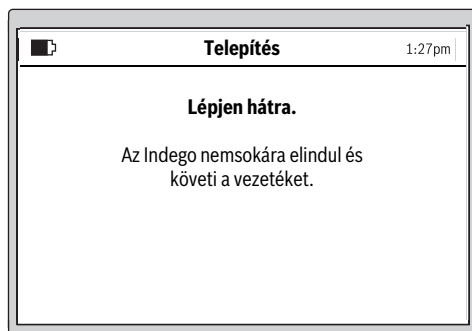 Telepítés 1:27pm
Lépjen hátra.
Az Indego nemsokára elindul és
követi a vezetéket.